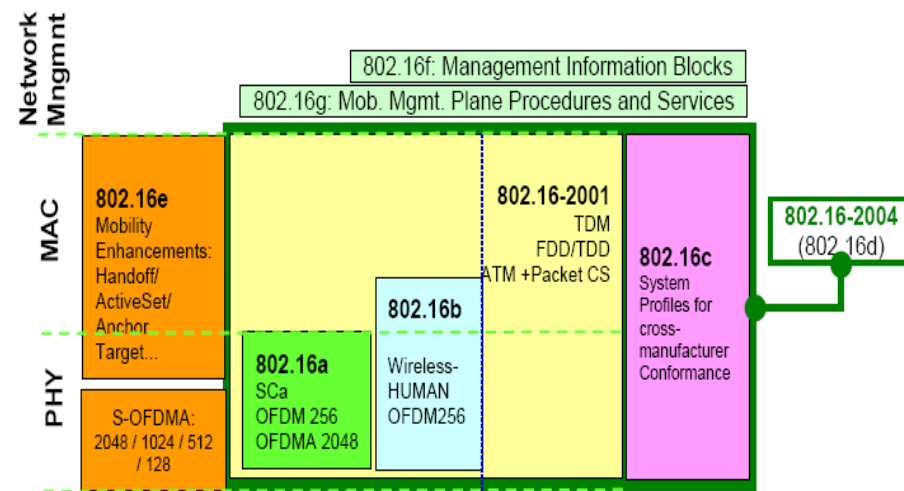 Network
Mngmnt
802.16f: Management Information Blocks
802.16g: Mob. Mgmt. Plane Procedures and Services
MAC
PHY
802.16e
Mobility
Enhancements:
Handoff/
ActiveSet/
Anchor
Target...
S-OFDMA:
2048 / 1024 / 512
/ 128
802.16a
SCa
OFDM 256
OFDMA 2048
802.16b
Wireless-
HUMAN
OFDM256
802.16-2001
TDM
FDD/TDD
ATM +Packet CS
802.16c
System
Profiles for
cross-
manufacturer
Conformance
802.16-2004
(802.16d)